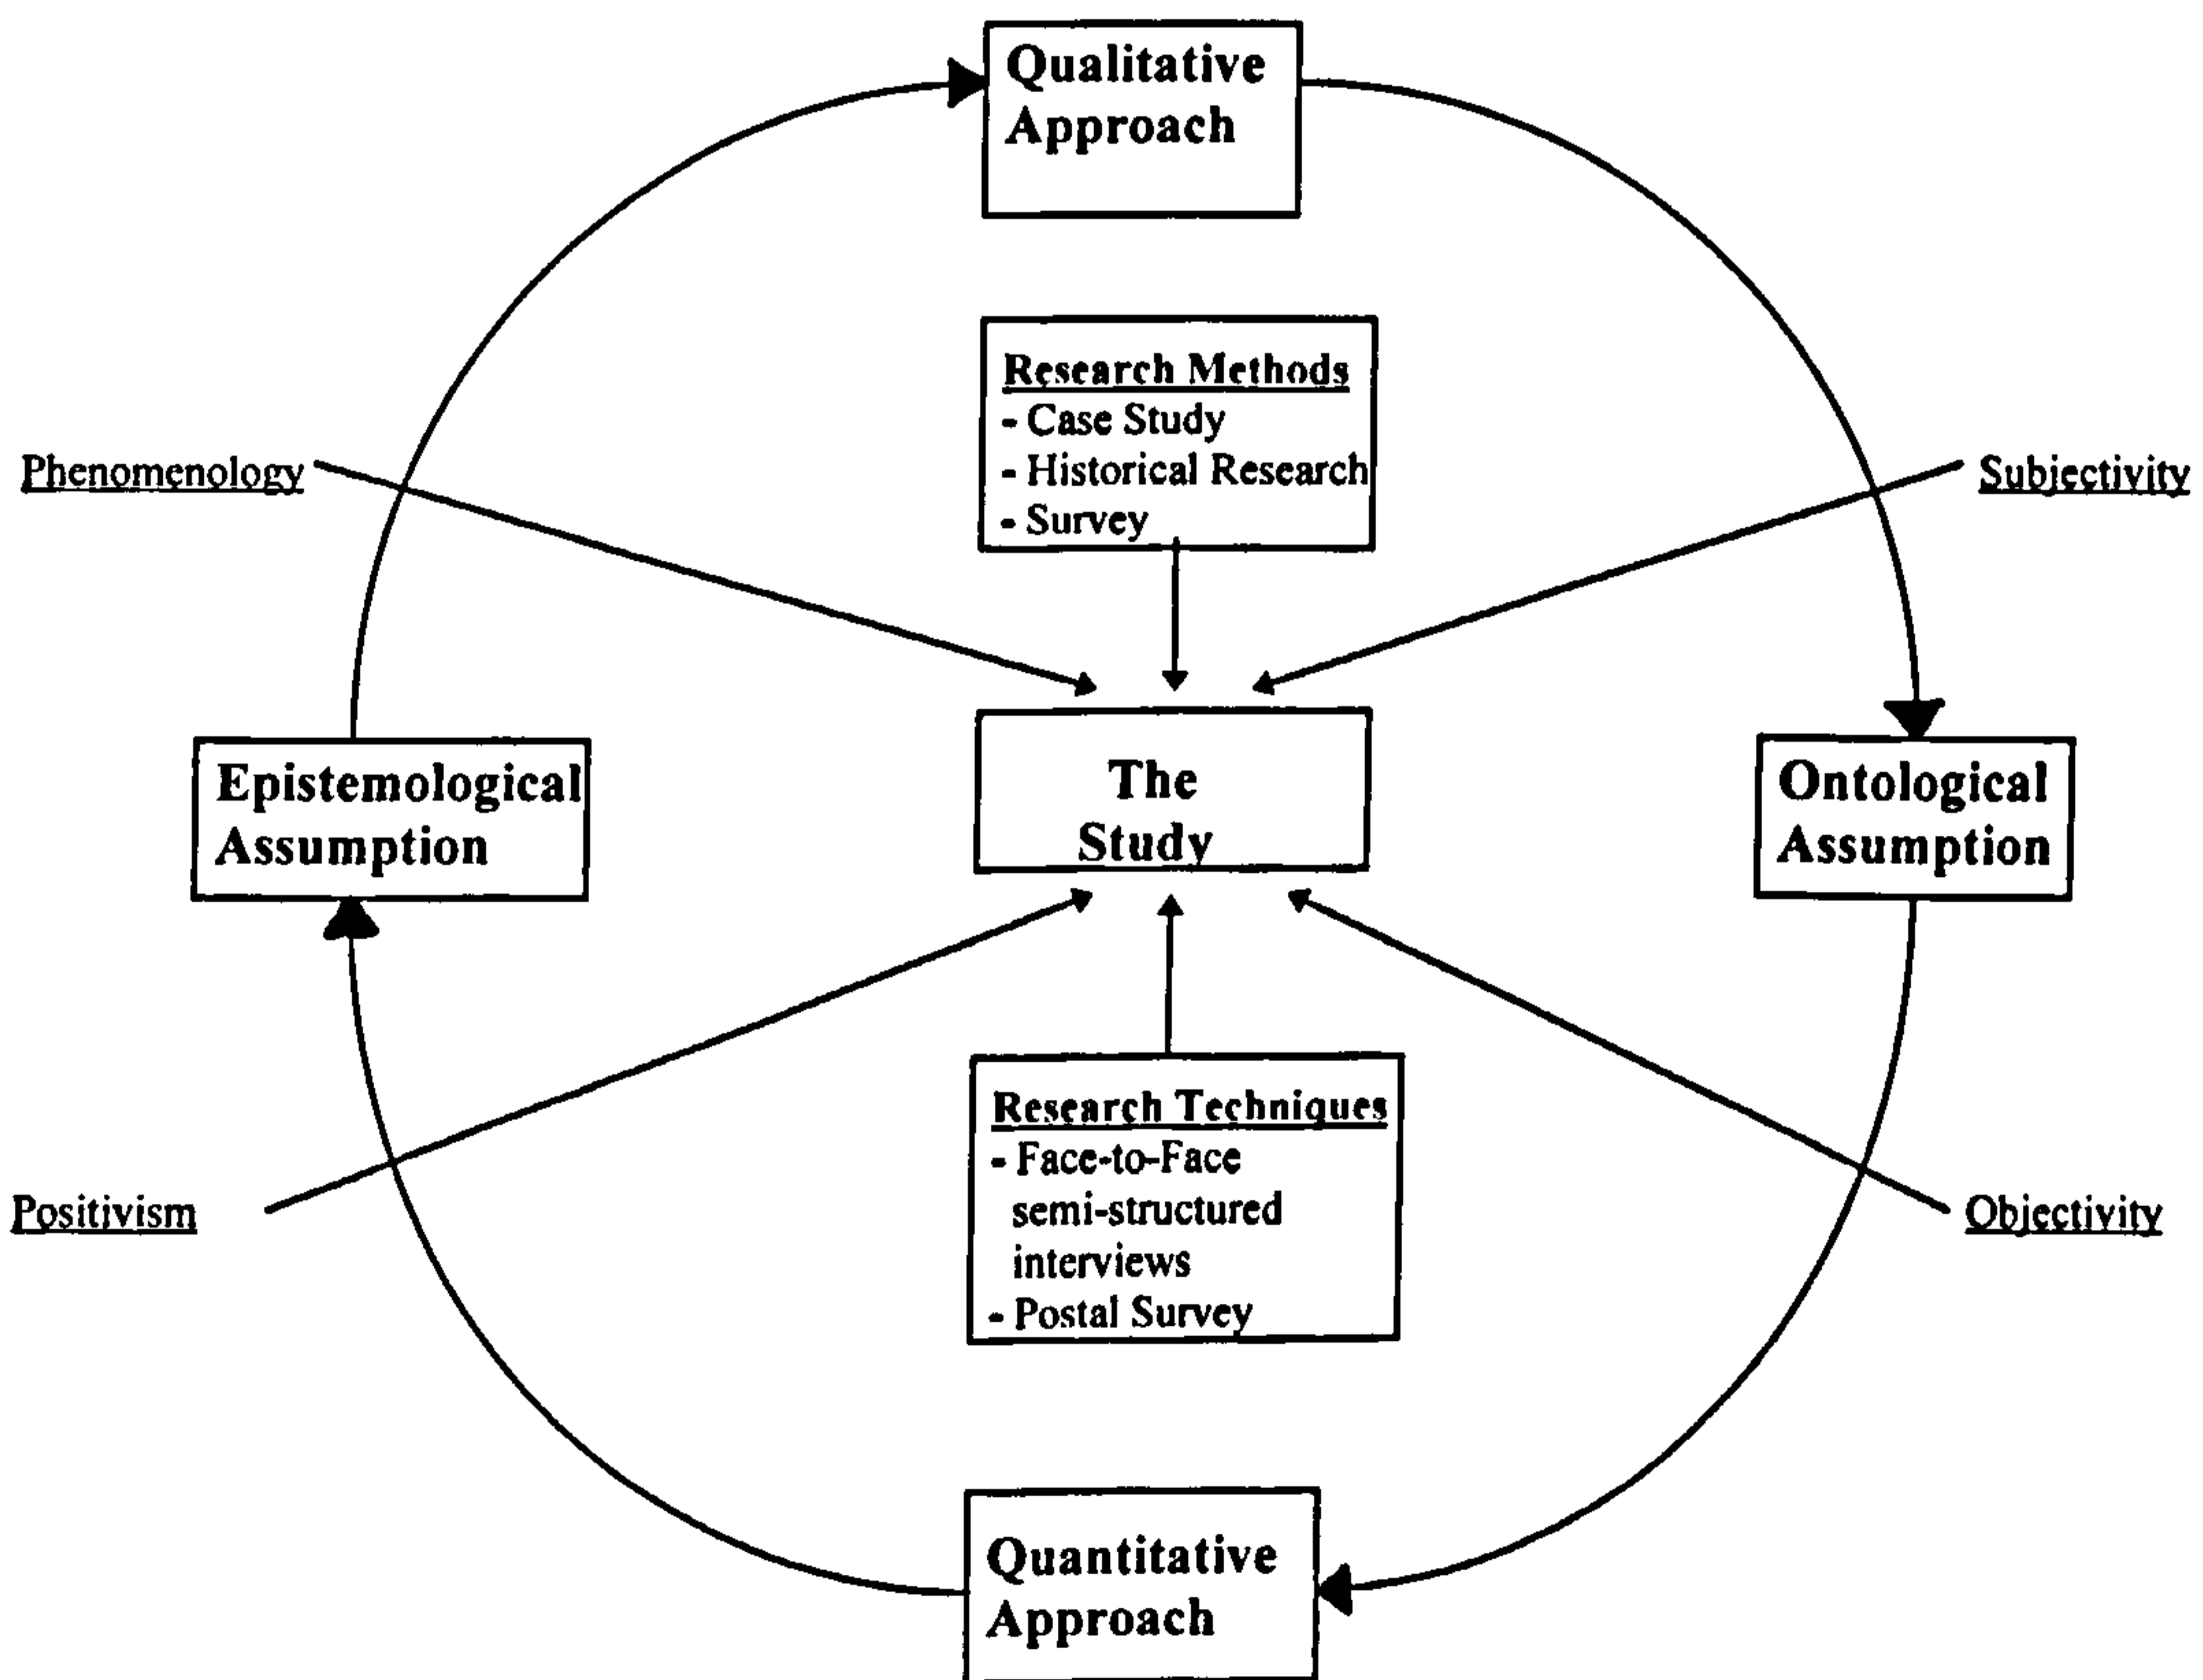 Qualitative
Approach
Research Methods
- Case Study
- Historical Research
- Survey
Phenomenology
Subjectivity
Epistemological
Assumption
The
Study
Ontological
Assumption
Research Techniques
- Face-to-Face
semi-structured
interviews
- Postal Survey
Positivism
Objectivity
Quantitative
Approach